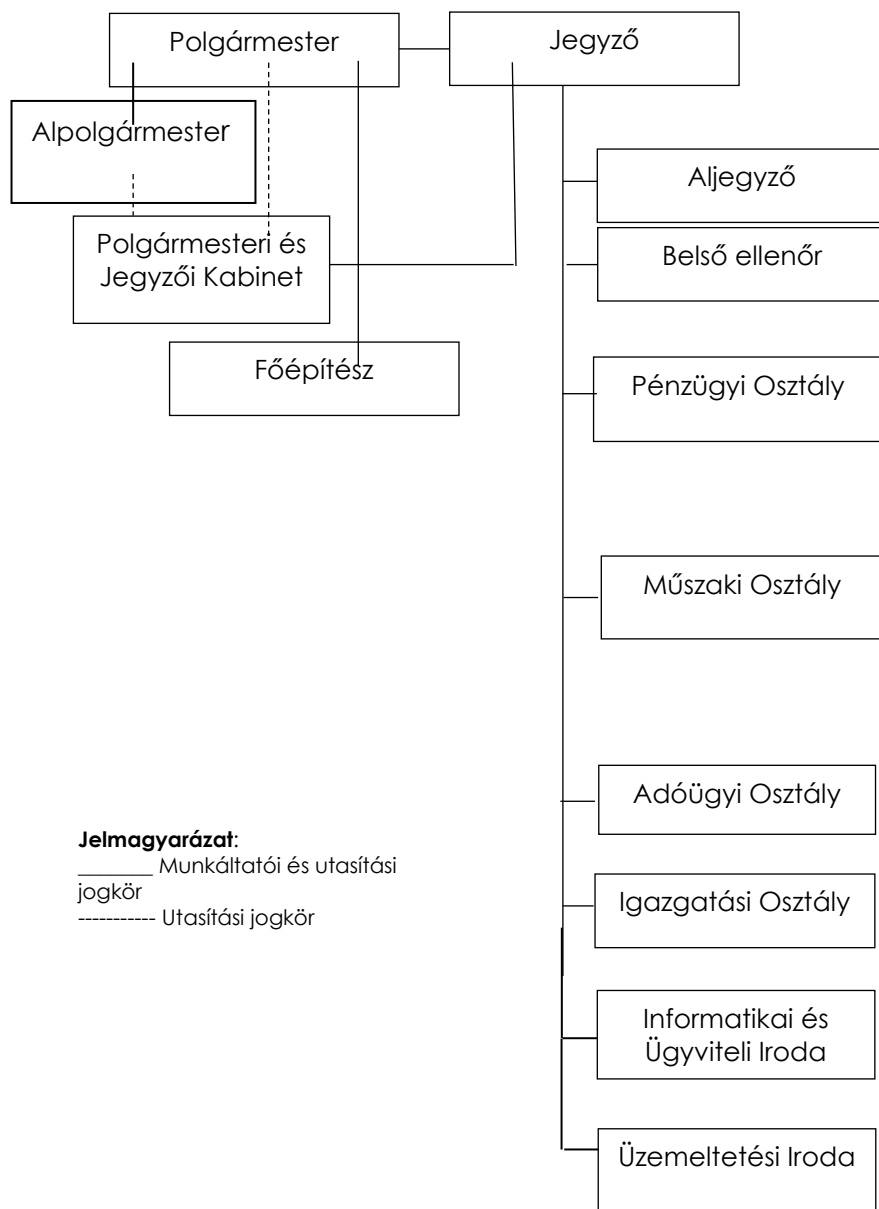 Polgármester
Jegyző
Alpolgármester
Aljegyző
Polgármesteri és
Jegyzői Kabinet
Belső ellenőr
Főépítész
Pénzügyi Osztály
Műszaki Osztály
Adóügyi Osztály
Jelmagyarázat:
_______ Munkáltatói és utasítási
jogkör
----------- Utasítási jogkör
Igazgatási Osztály
Informatikai és
Ügyviteli Iroda
Üzemeltetési Iroda